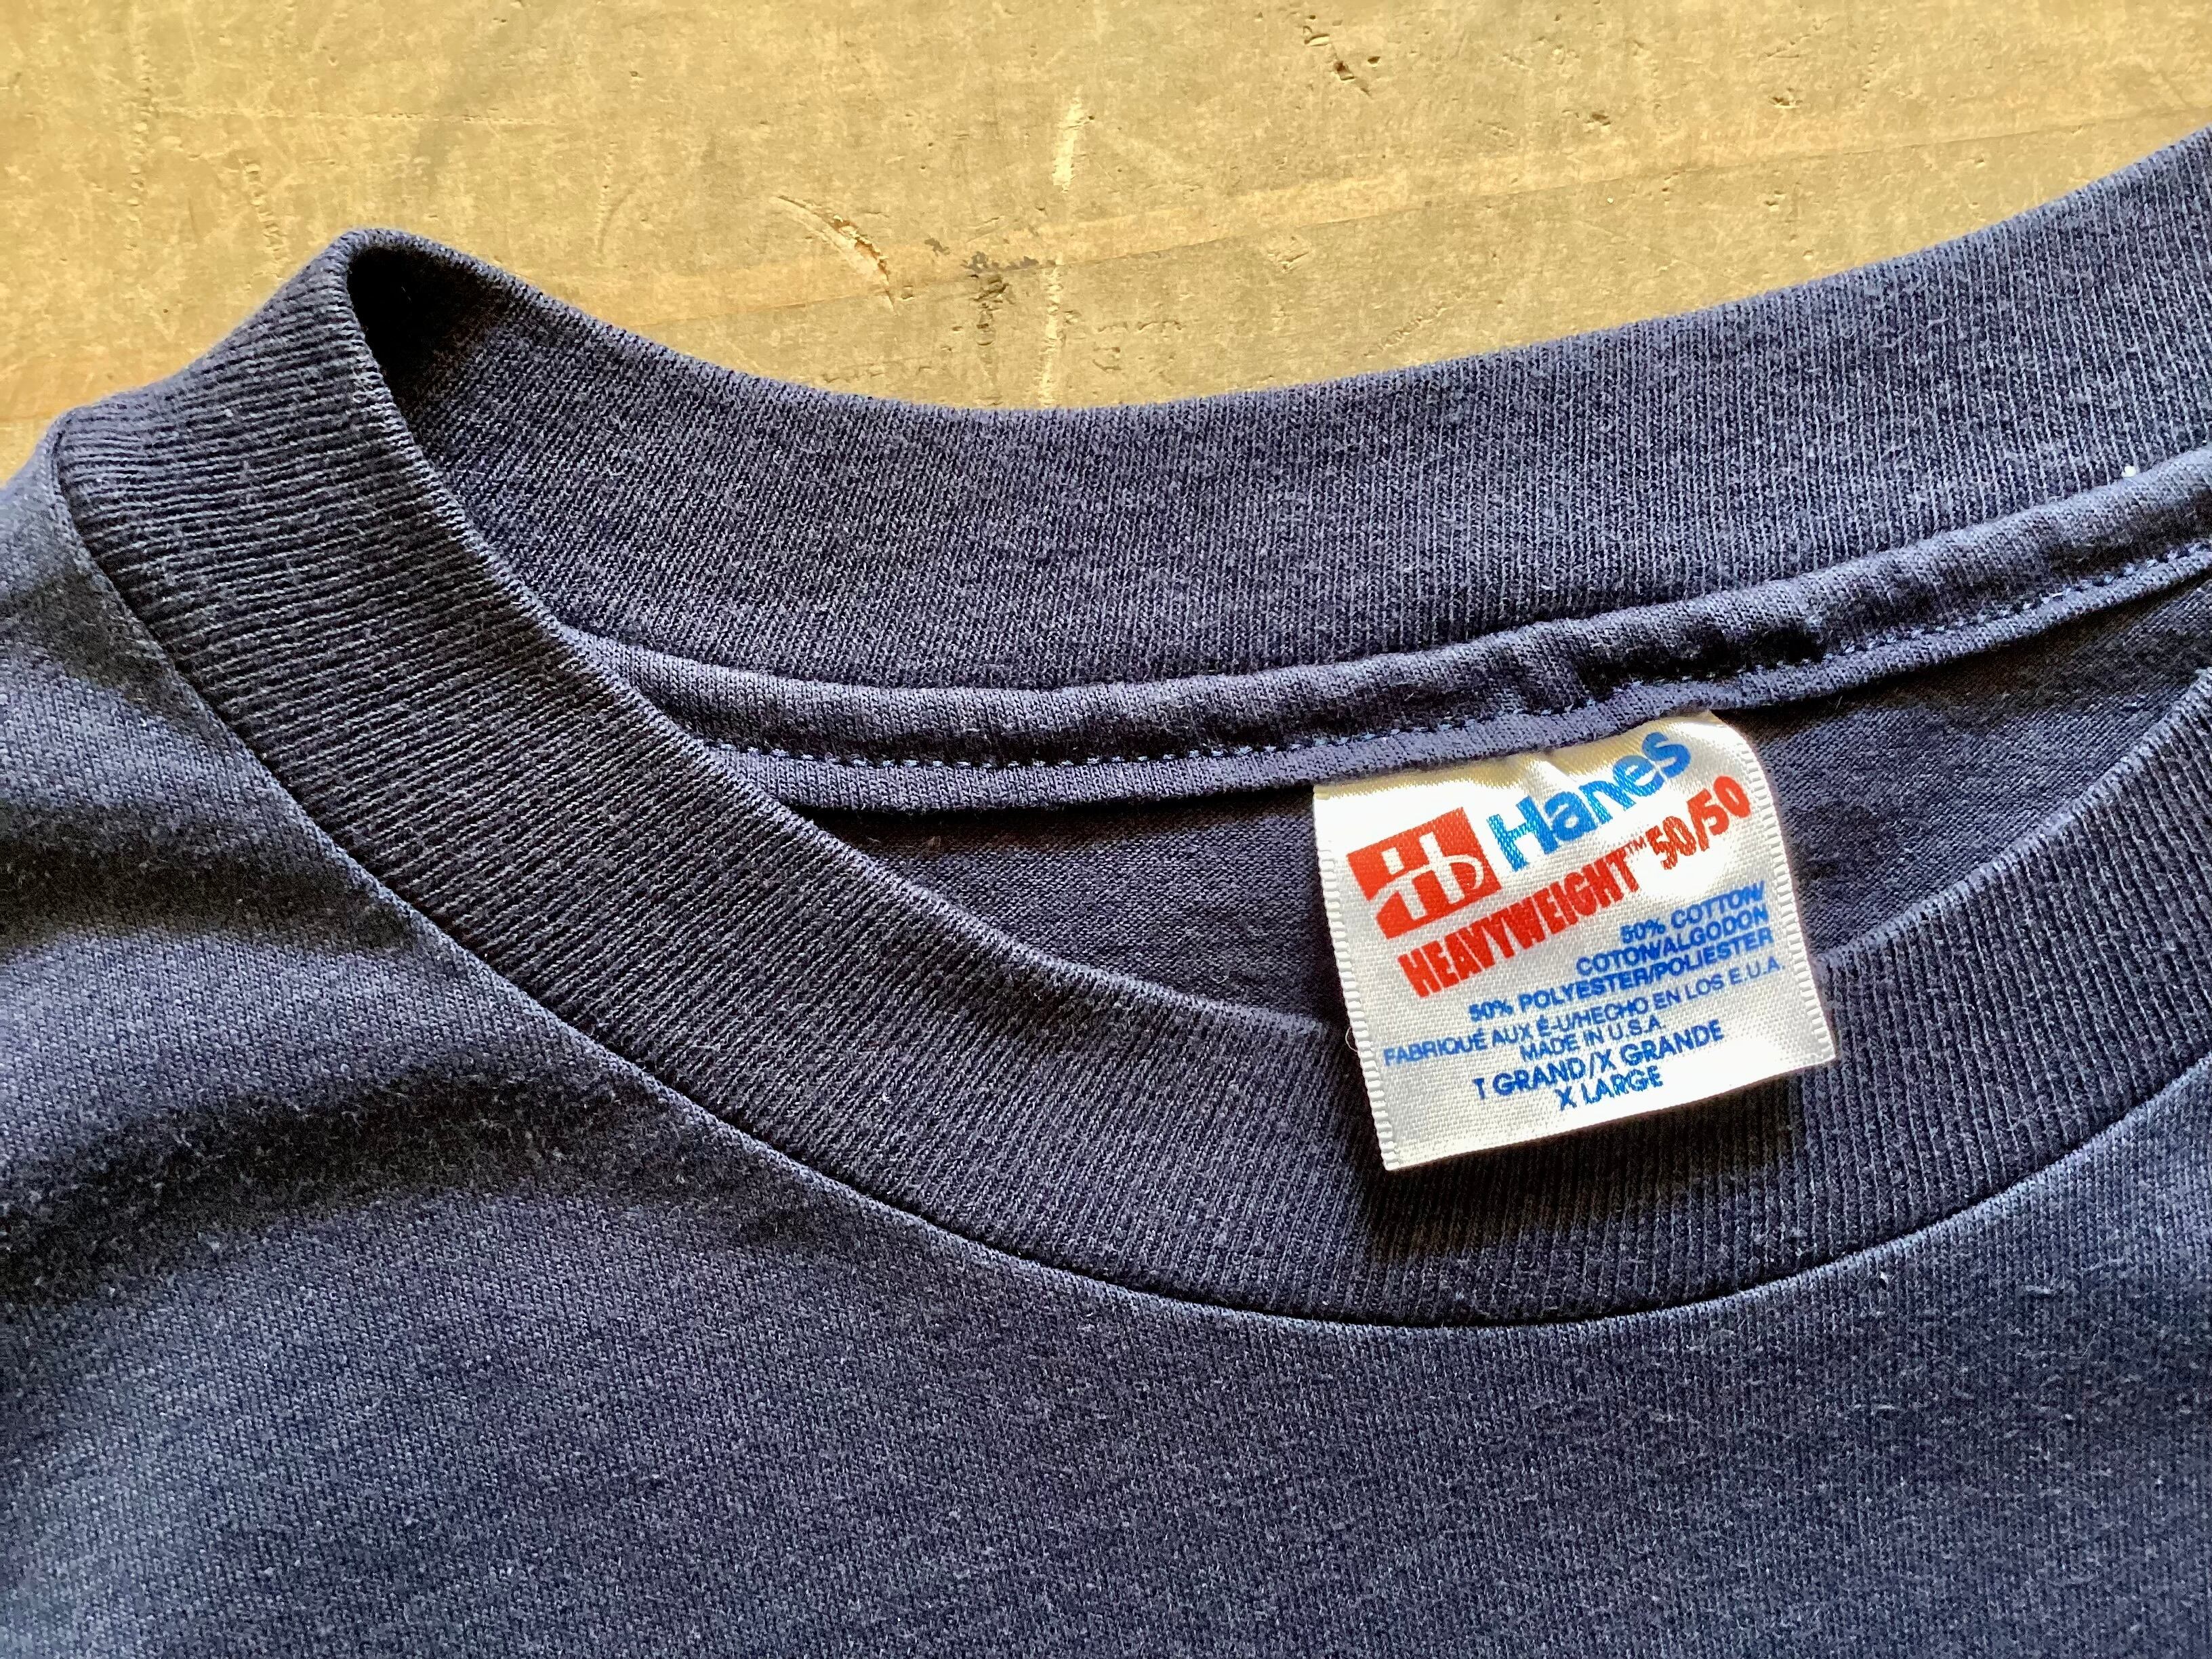 Hanes
HEAVYWEIGHT™ 50/50
50% COTTON/
COTON/ALGODON
50% POLYESTER/POLIESTER
FABRIQUÉ AUX É-U/HECHO EN LOS E.U.A.
MADE IN U.S.A.
T GRAND/X GRANDE
X LARGE